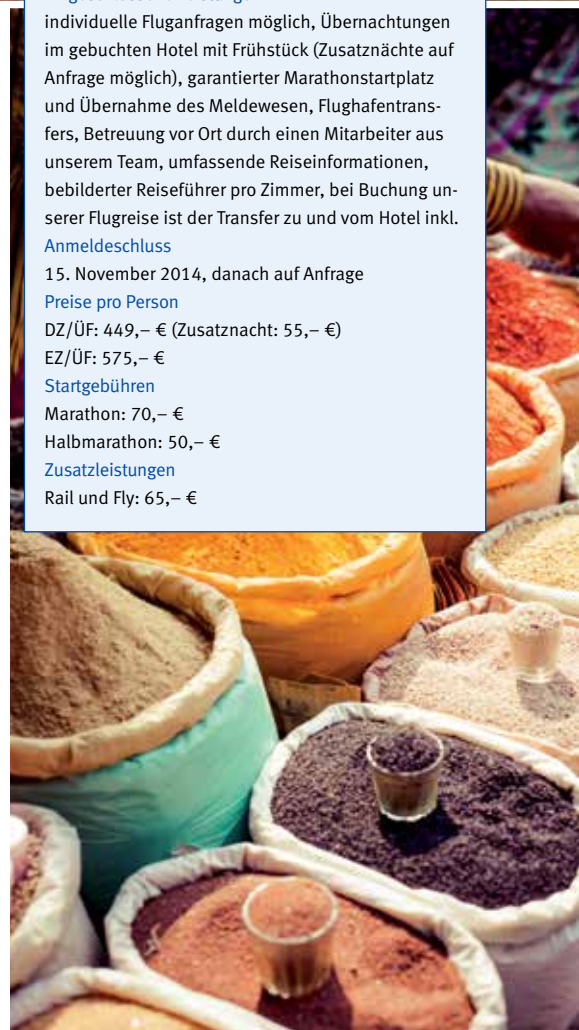 individuelle Fluganfragen möglich, Übernachtungen
im gebuchten Hotel mit Frühstück (Zusatznächte auf
Anfrage möglich), garantierter Marathonstartplatz
und Übernahme des Meldewesen, Flughafentrans-
fers, Betreuung vor Ort durch einen Mitarbeiter aus
unserem Team, umfassende Reiseinformationen,
bebilderter Reiseführer pro Zimmer, bei Buchung un-
serer Flugreise ist der Transfer zu und vom Hotel inkl.
Anmeldeschluss
15. November 2014, danach auf Anfrage
Preise pro Person
DZ/ÜF: 449,– € (Zusatznacht: 55,– €)
EZ/ÜF: 575,– €
Startgebühren
Marathon: 70,– €
Halbmarathon: 50,– €
Zusatzleistungen
Rail und Fly: 65,– €